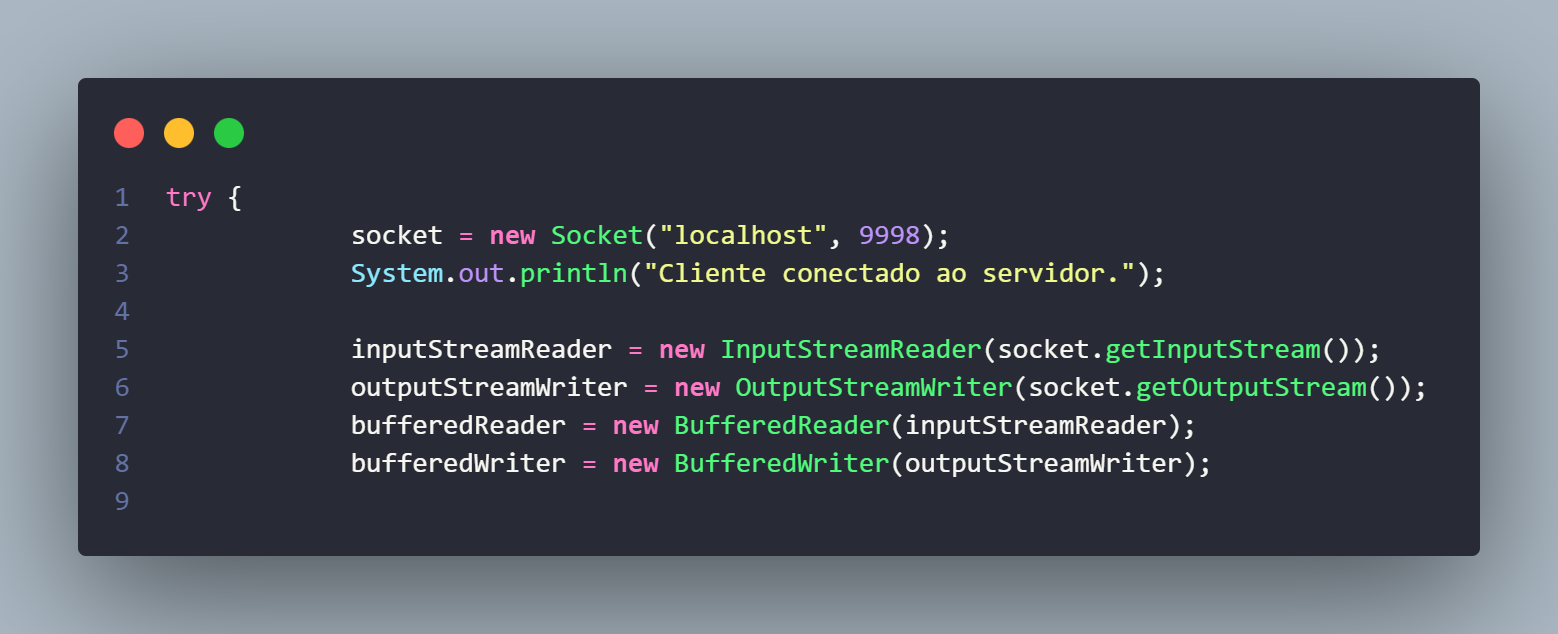 1 try {
2 socket = new Socket("localhost", 9998);
3 System.out.println("Cliente conectado ao servidor.");
4
5 inputStreamReader = new InputStreamReader(socket.getInputStream());
6 outputStreamWriter = new OutputStreamWriter(socket.getOutputStream());
7 bufferedReader = new BufferedReader(inputStreamReader);
8 bufferedWriter = new BufferedWriter(outputStreamWriter);
9